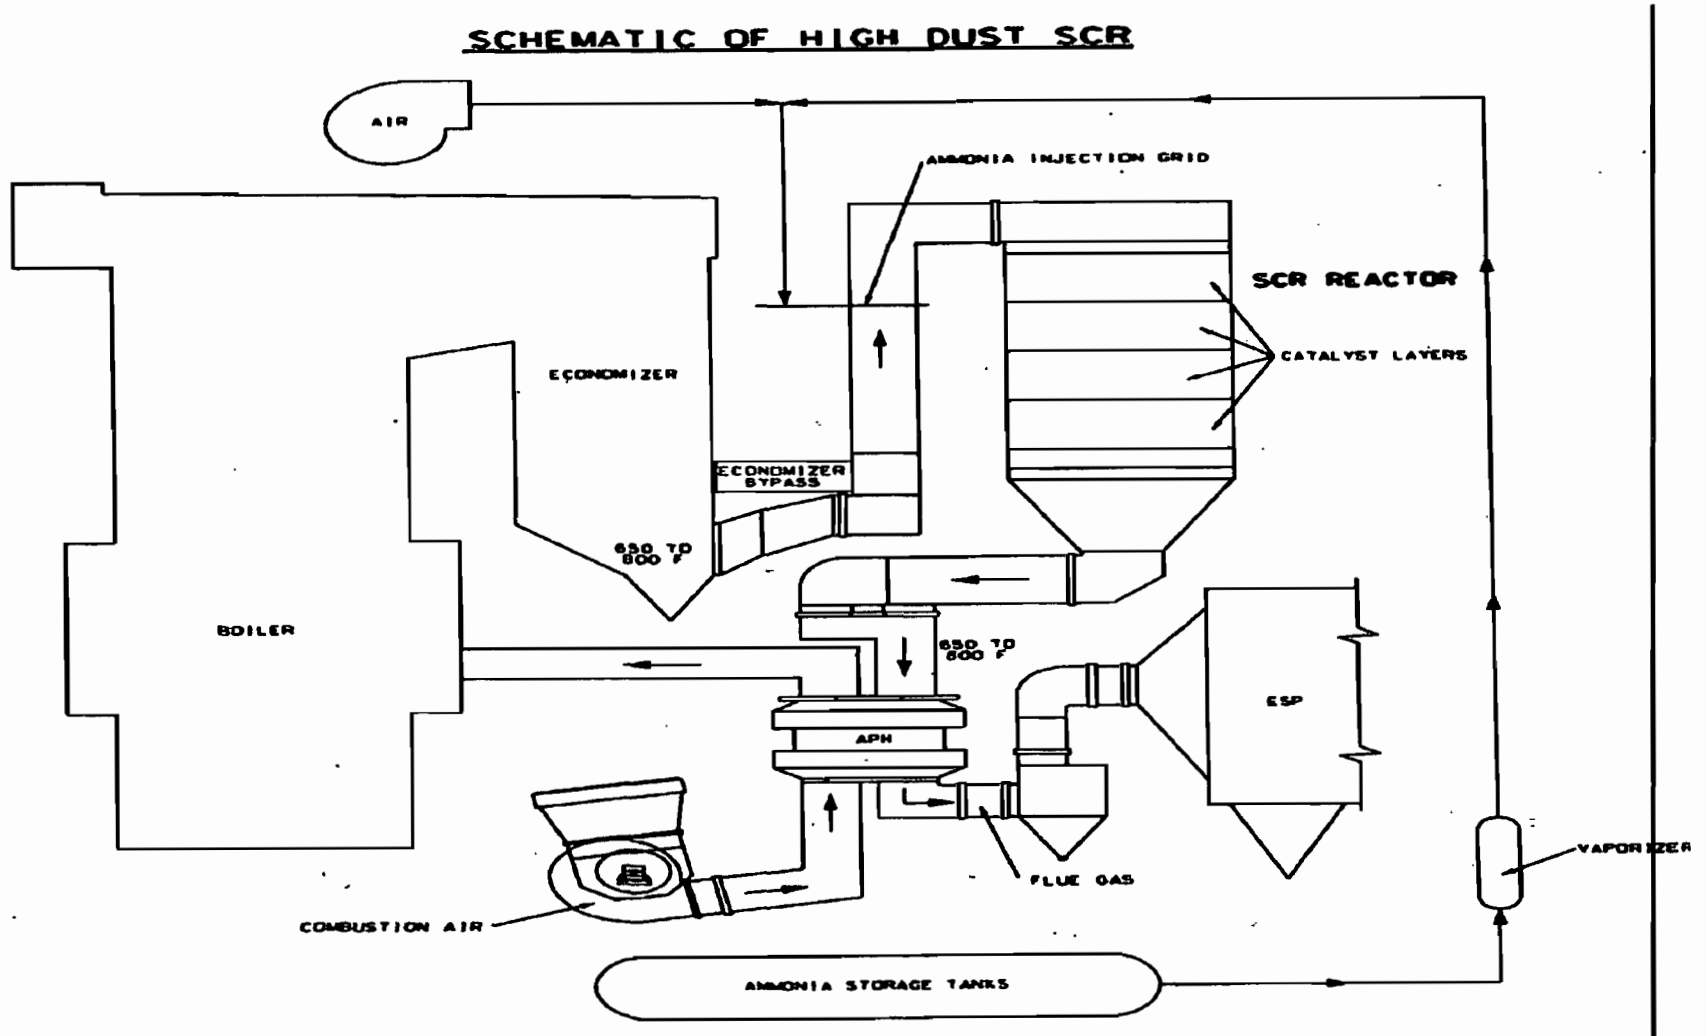 SCHEMATIC OF HIGH DUST SCR
AIR
AMMONIA INJECTION GRID
SCR REACTOR
CATALYST LAYERS
ECONOMIZER
ECONOMIZER
BYPASS
650 TO
800 F
BOILER
650 TO
800 F
ESP
APH
VAPORIZER
FLUE GAS
COMBUSTION AIR
AMMONIA STORAGE TANKS